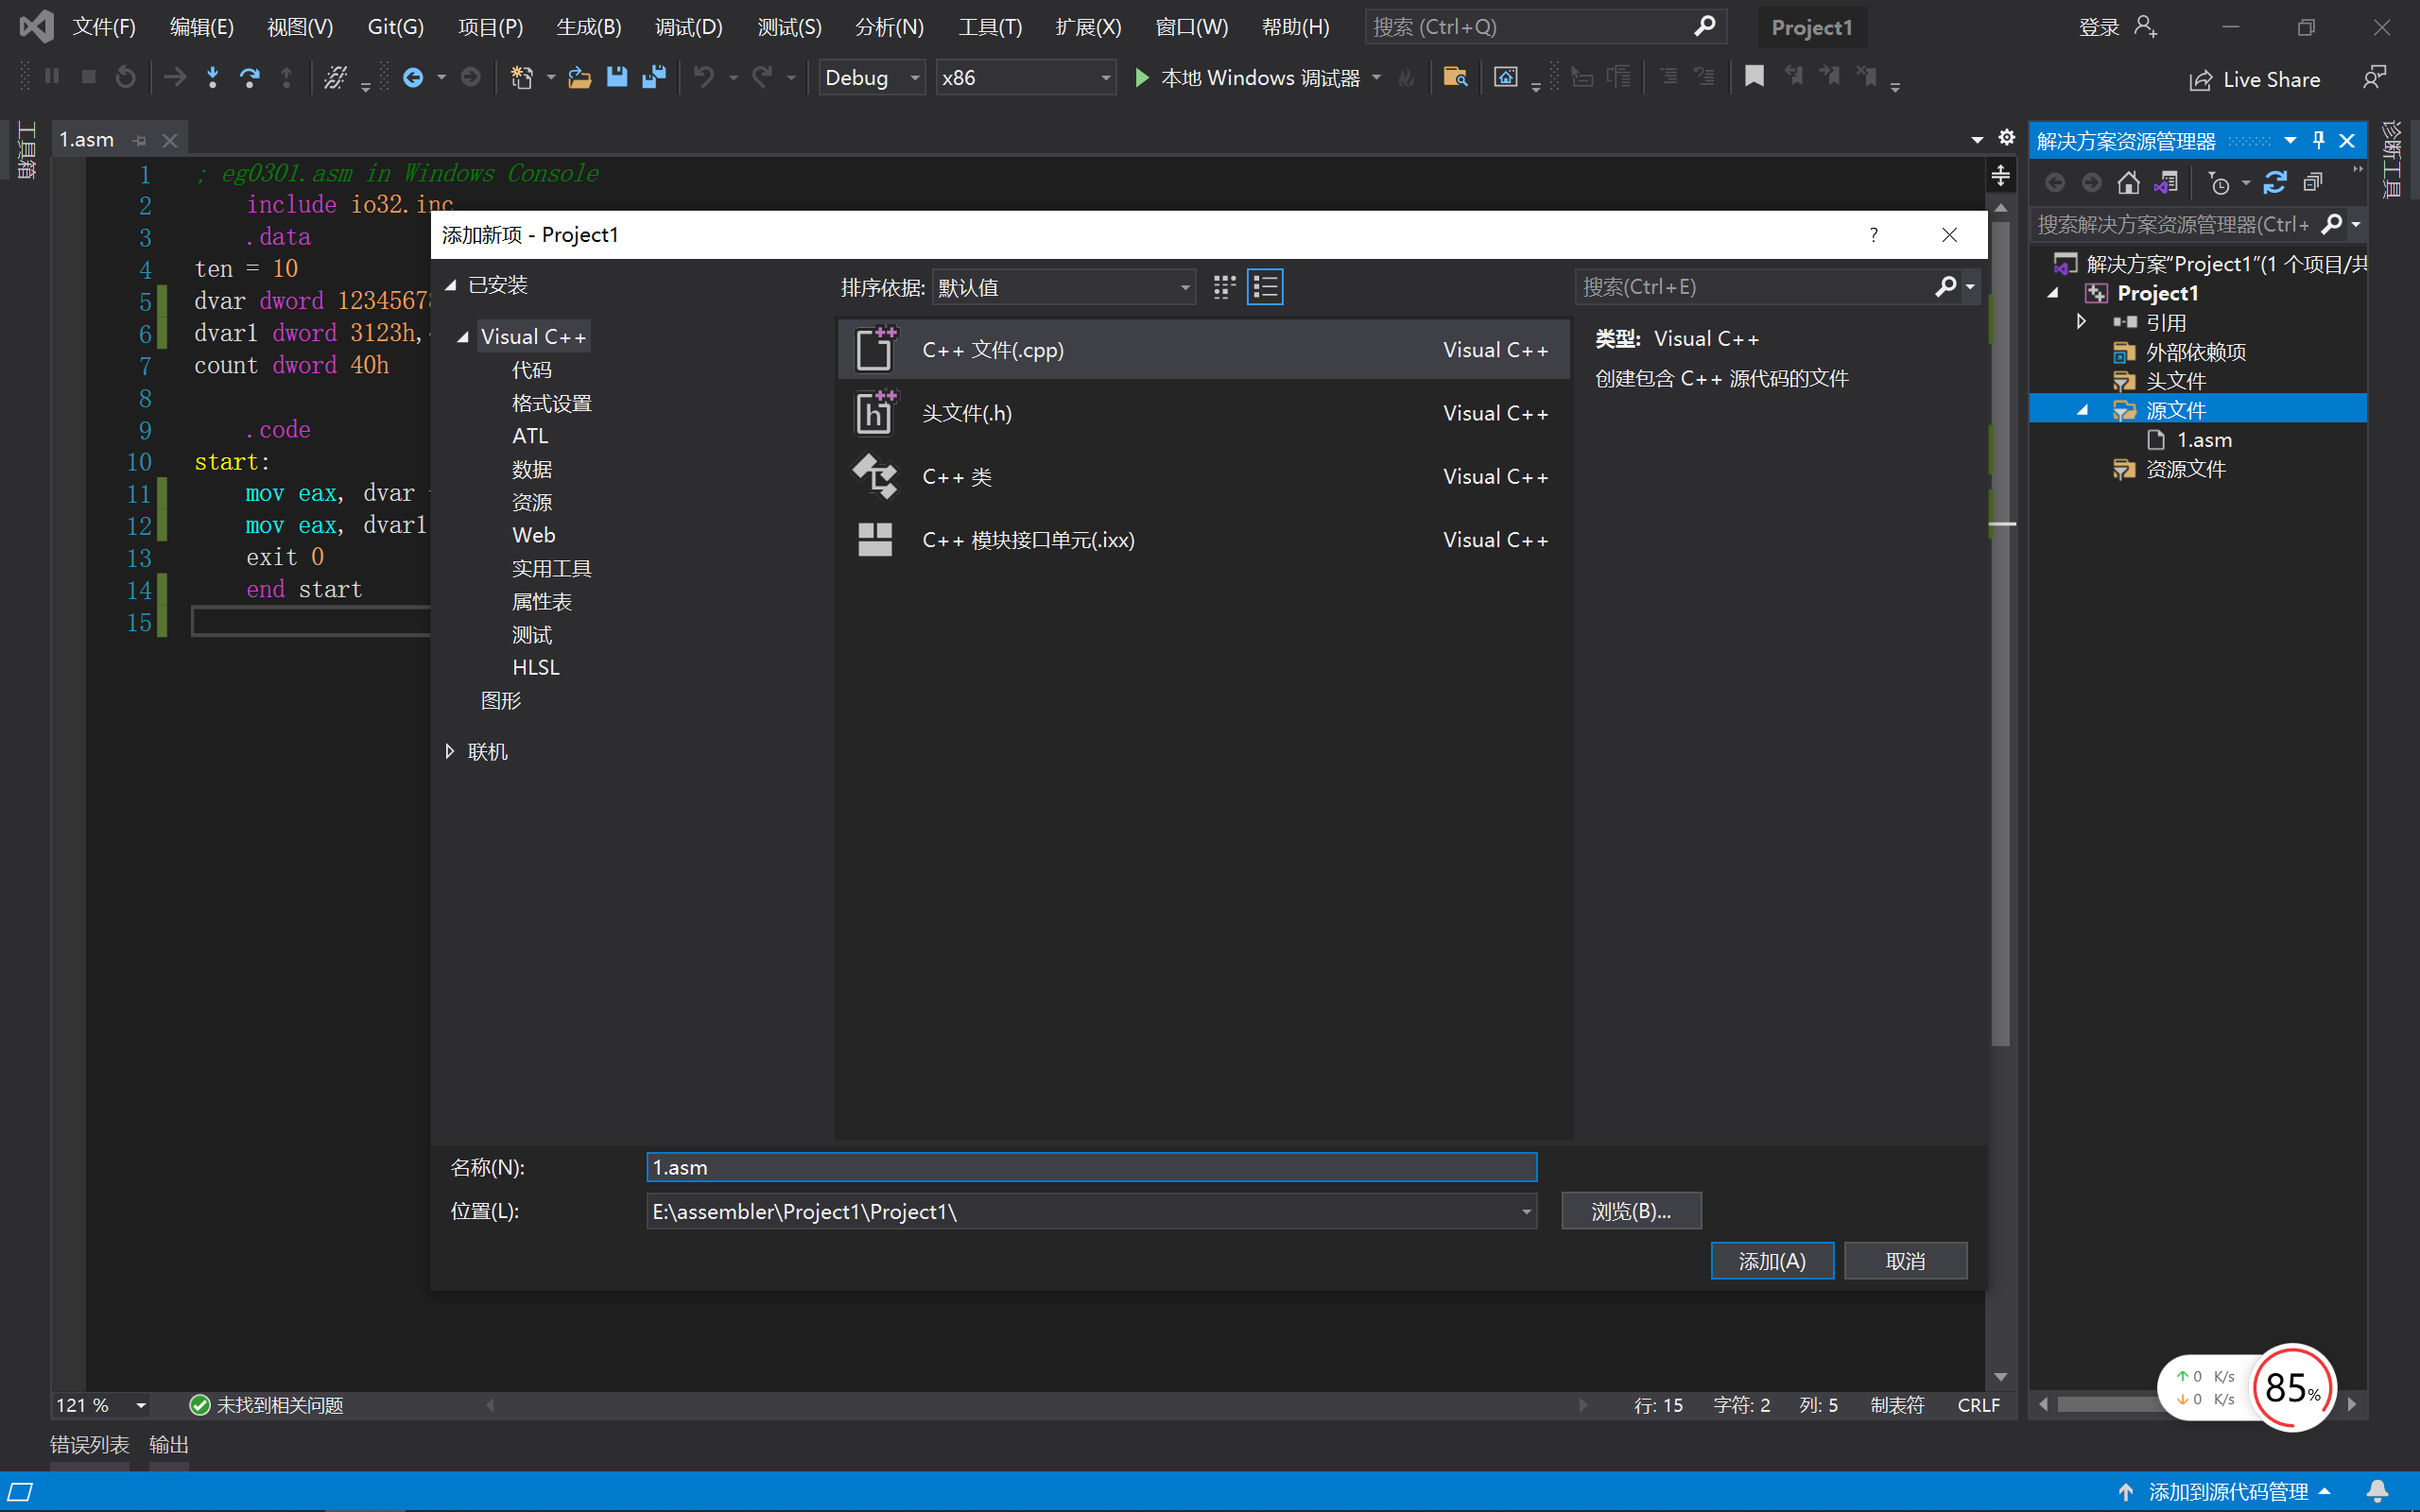 文件(F) 编辑(E) 视图(V) Git(G) 项目(P) 生成(B) 调试(D) 测试(S) 分析(N) 工具(T) 扩展(X) 窗口(W) 帮助(H) 搜索 (Ctrl+Q) Project1 登录
Debug x86 本地 Windows 调试器 Live Share
工具箱
1.asm
1 ; eg0301.asm in Windows Console
2 include io32.inc
3 .data
4 ten = 10
5 dvar dword 12345678
6 dvar1 dword 3123h,
7 count dword 40h
8
9 .code
10 start:
11 mov eax, dvar
12 mov eax, dvar1
13 exit 0
14 end start
15
添加新项 - Project1 ?
已安装
Visual C++
代码
格式设置
ATL
数据
资源
Web
实用工具
属性表
测试
HLSL
图形
联机
排序依据: 默认值
搜索(Ctrl+E)
C++ 文件(.cpp) Visual C++
头文件(.h) Visual C++
C++ 类 Visual C++
C++ 模块接口单元(.ixx) Visual C++
类型: Visual C++
创建包含 C++ 源代码的文件
名称(N): 1.asm
位置(L): E:\assembler\Project1\Project1\ 浏览(B)...
添加(A) 取消
解决方案资源管理器
搜索解决方案资源管理器(Ctrl+
解决方案“Project1”(1 个项目/共
Project1
引用
外部依赖项
头文件
源文件
1.asm
资源文件
诊断工具
121 % 未找到相关问题 行: 15 字符: 2 列: 5 制表符 CRLF
0 K/s
0 K/s
85%
错误列表 输出
添加到源代码管理